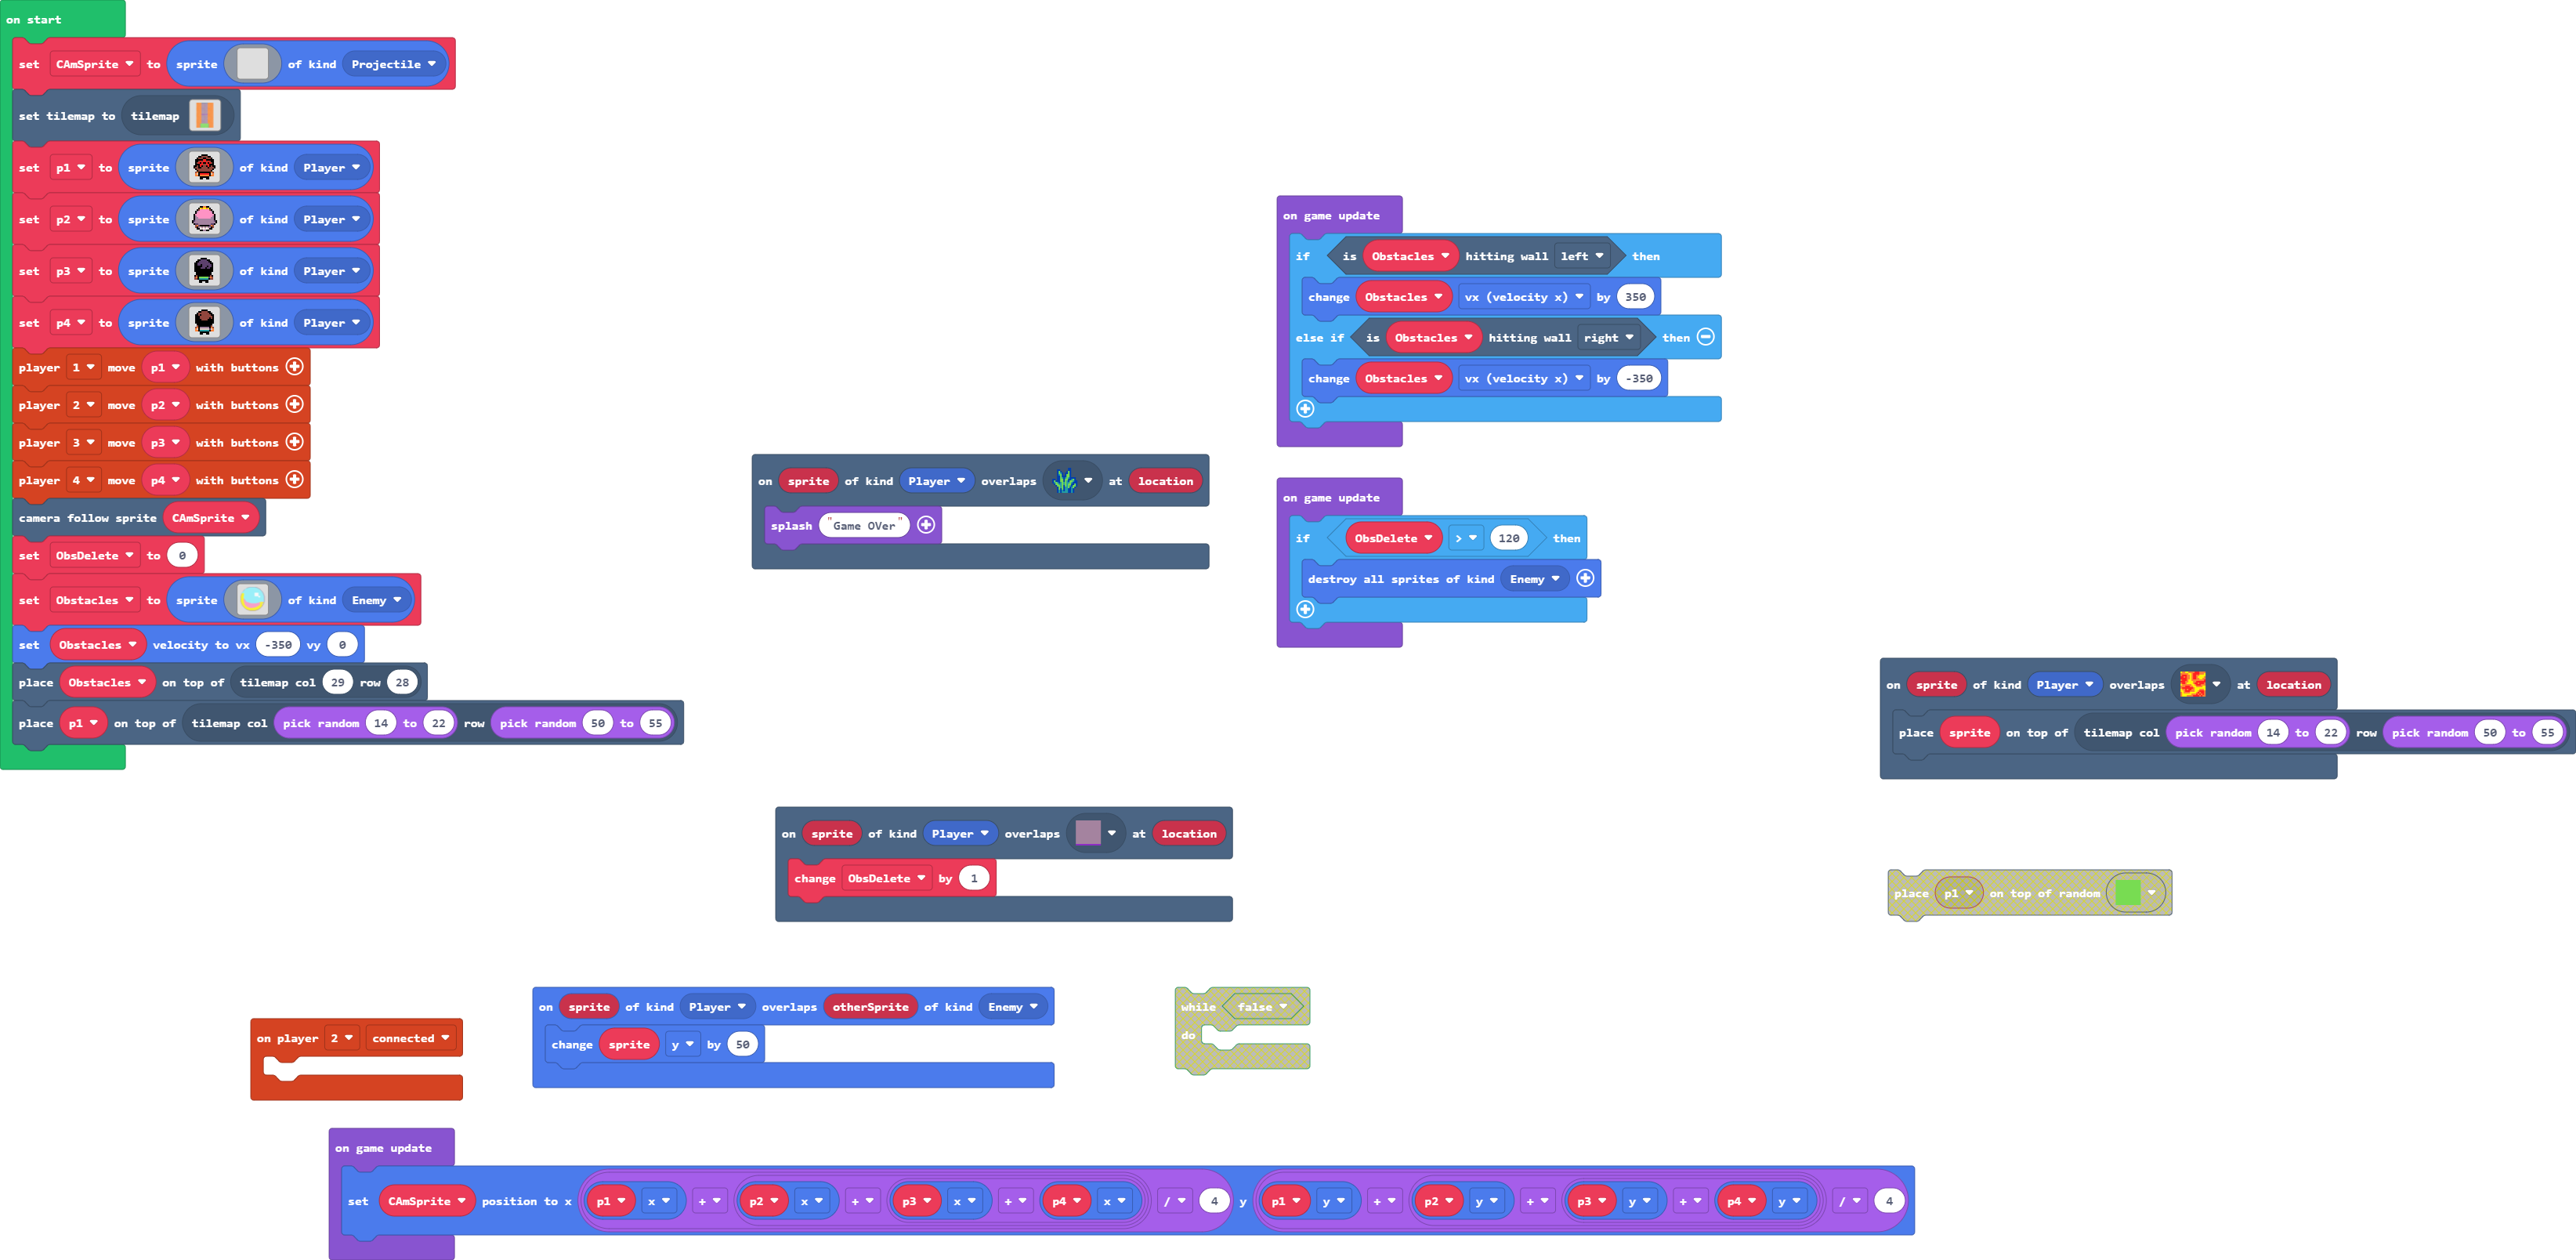 on start
set CAmSprite to sprite of kind Projectile
set tilemap to tilemap
set p1 to sprite of kind Player
set p2 to sprite of kind Player
set p3 to sprite of kind Player
set p4 to sprite of kind Player
player 1 move p1 with buttons
player 2 move p2 with buttons
player 3 move p3 with buttons
player 4 move p4 with buttons
camera follow sprite CAmSprite
set ObsDelete to 0
set Obstacles to sprite of kind Enemy
set Obstacles velocity to vx -350 vy 0
place Obstacles on top of tilemap col 29 row 28
place p1 on top of tilemap col pick random 14 to 22 row pick random 50 to 55
on game update
if is Obstacles hitting wall left then
change Obstacles vx (velocity x) by 350
else if is Obstacles hitting wall right then
change Obstacles vx (velocity x) by -350
on sprite of kind Player overlaps at location
splash "Game OVer"
on game update
if ObsDelete > 120 then
destroy all sprites of kind Enemy
on sprite of kind Player overlaps at location
place sprite on top of tilemap col pick random 14 to 22 row pick random 50 to 55
on sprite of kind Player overlaps at location
change ObsDelete by 1
place p1 on top of random
on player 2 connected
on sprite of kind Player overlaps otherSprite of kind Enemy
change sprite y by 50
while false
do
on game update
set CAmSprite position to x p1 x + p2 x + p3 x + p4 x / 4 y p1 y + p2 y + p3 y + p4 y / 4